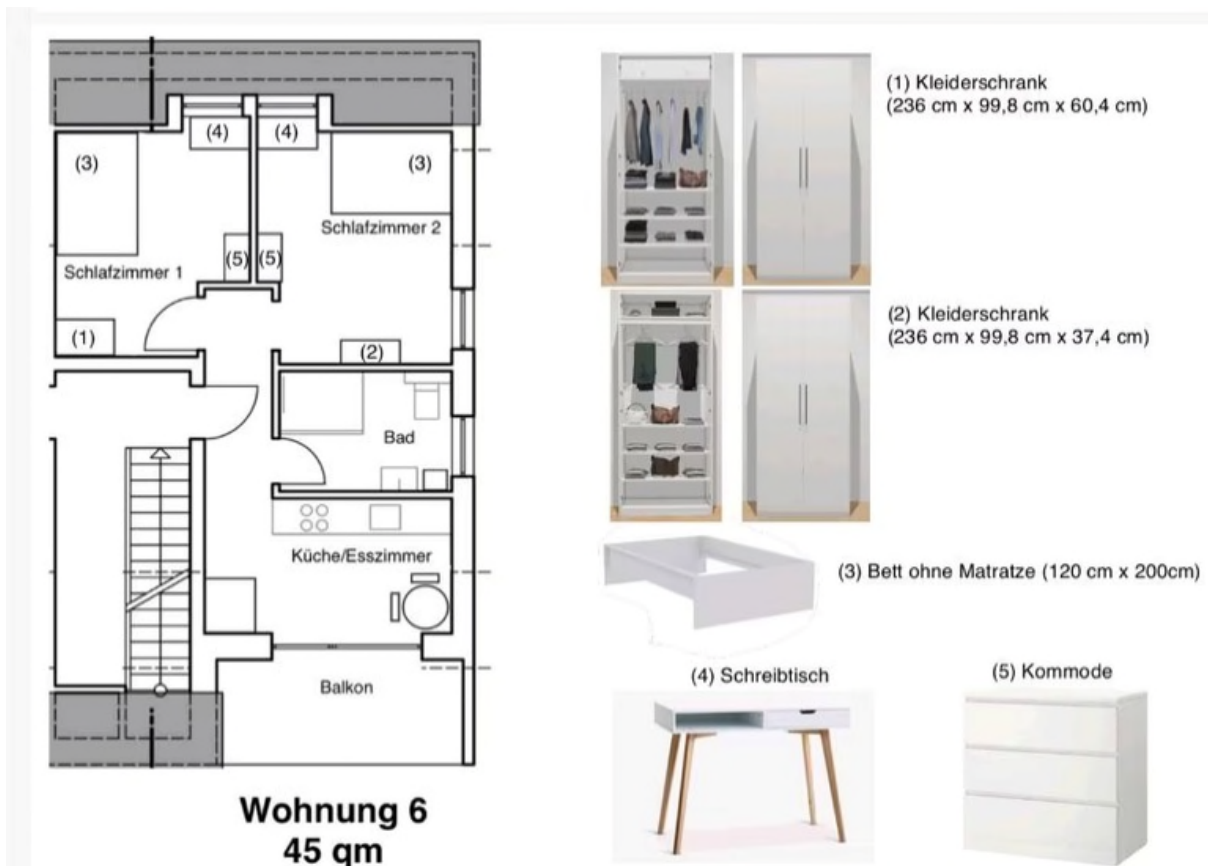 (4)
(4)
(3)
(3)
Schlafzimmer 2
(5)
(5)
Schlafzimmer 1
(1)
(2)
Bad
Küche/Esszimmer
Balkon
Wohnung 6
45 qm
(1) Kleiderschrank
(236 cm x 99,8 cm x 60,4 cm)
(2) Kleiderschrank
(236 cm x 99,8 cm x 37,4 cm)
(3) Bett ohne Matratze (120 cm x 200cm)
(4) Schreibtisch
(5) Kommode